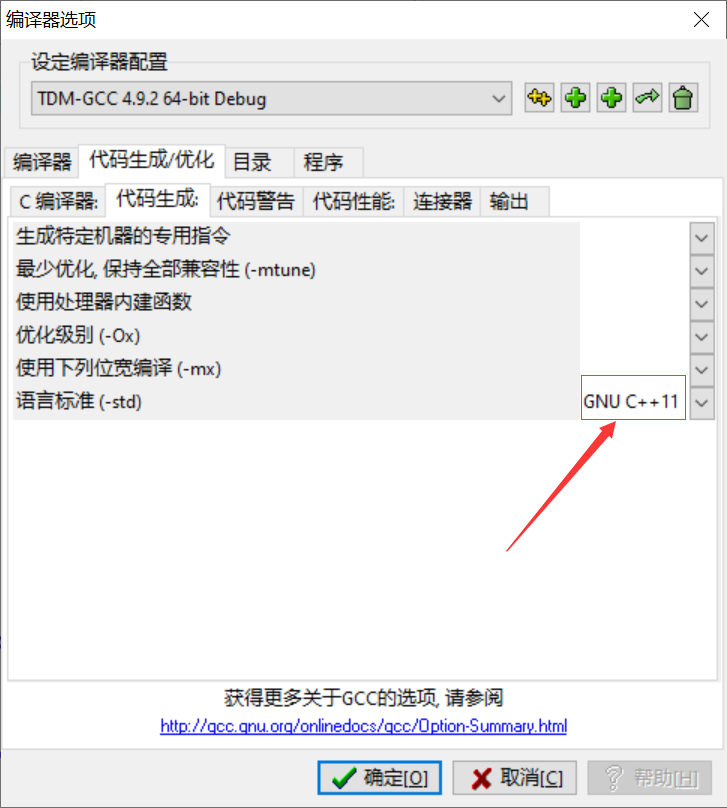 编译器选项
设定编译器配置
TDM-GCC 4.9.2 64-bit Debug
编译器 代码生成/优化 目录 程序
C 编译器: 代码生成: 代码警告 代码性能: 连接器 输出
生成特定机器的专用指令
最少优化, 保持全部兼容性 (-mtune)
使用处理器内建函数
优化级别 (-Ox)
使用下列位宽编译 (-mx)
语言标准 (-std) GNU C++11
获得更多关于GCC的选项, 请参阅
http://gcc.gnu.org/onlinedocs/gcc/Option-Summary.html
确定[O] 取消[C] 帮助[H]